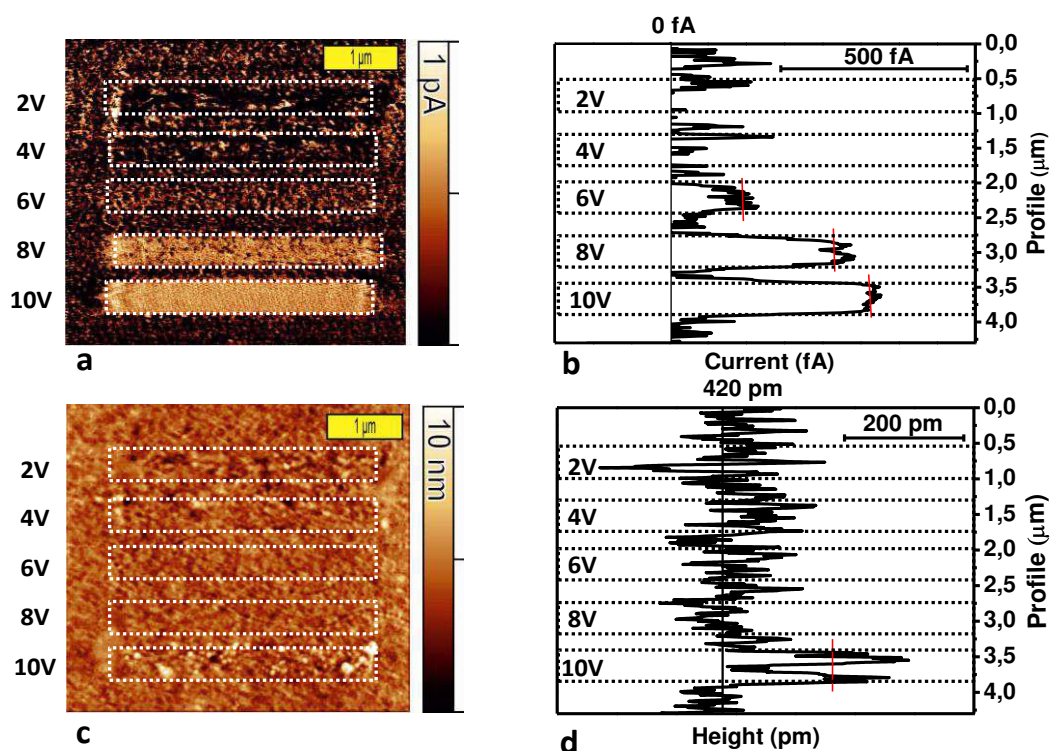 1 µm
2V
4V
6V
8V
10V
1 pA
a
0 fA
500 fA
2V
4V
6V
8V
10V
0,0
0,5
1,0
1,5
2,0
2,5
3,0
3,5
4,0
Profile (µm)
Current (fA)
b
1 µm
2V
4V
6V
8V
10V
10 nm
c
420 pm
200 pm
2V
4V
6V
8V
10V
0,0
0,5
1,0
1,5
2,0
2,5
3,0
3,5
4,0
Profile (µm)
Height (pm)
d